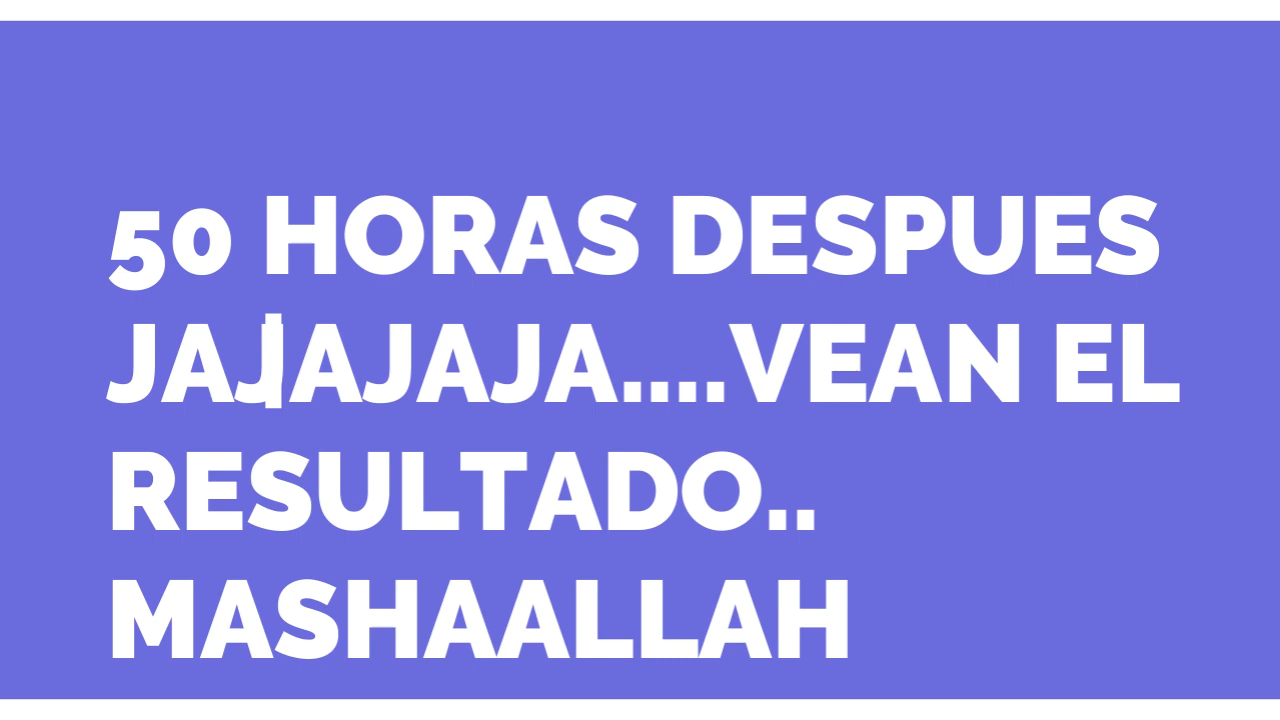 50 HORAS DESPUES
JAJAJAJA....VEAN EL
RESULTADO..
MASHAALLAH